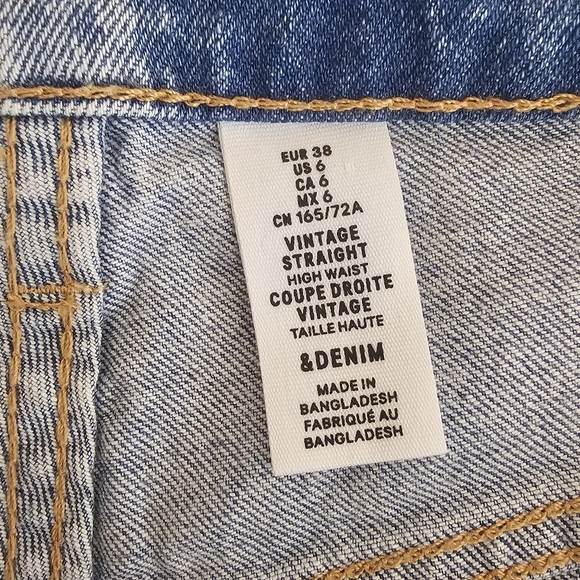 EUR 38
US 6
CA 6
MX 6
CN 165/72A
VINTAGE
STRAIGHT
HIGH WAIST
COUPE DROITE
VINTAGE
TAILLE HAUTE
&DENIM
MADE IN
BANGLADESH
FABRIQUÉ AU
BANGLADESH